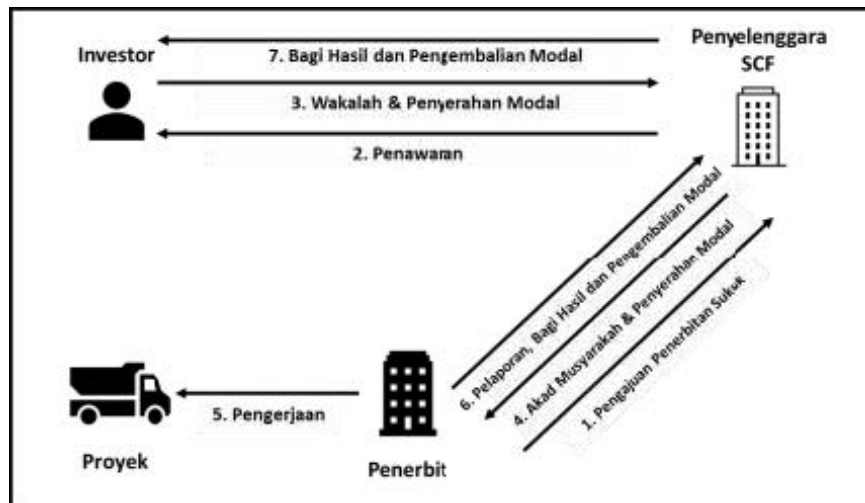 Investor
Penyelenggara
SCF
7. Bagi Hasil dan Pengembalian Modal
3. Wakalah & Penyerahan Modal
2. Penawaran
6. Pelaporan, Bagi Hasil dan Pengembalian Modal
4. Akad Musyarakah & Penyerahan Modal
1. Pengajuan Penerbitan Sukuk
5. Pengerjaan
Proyek
Penerbit